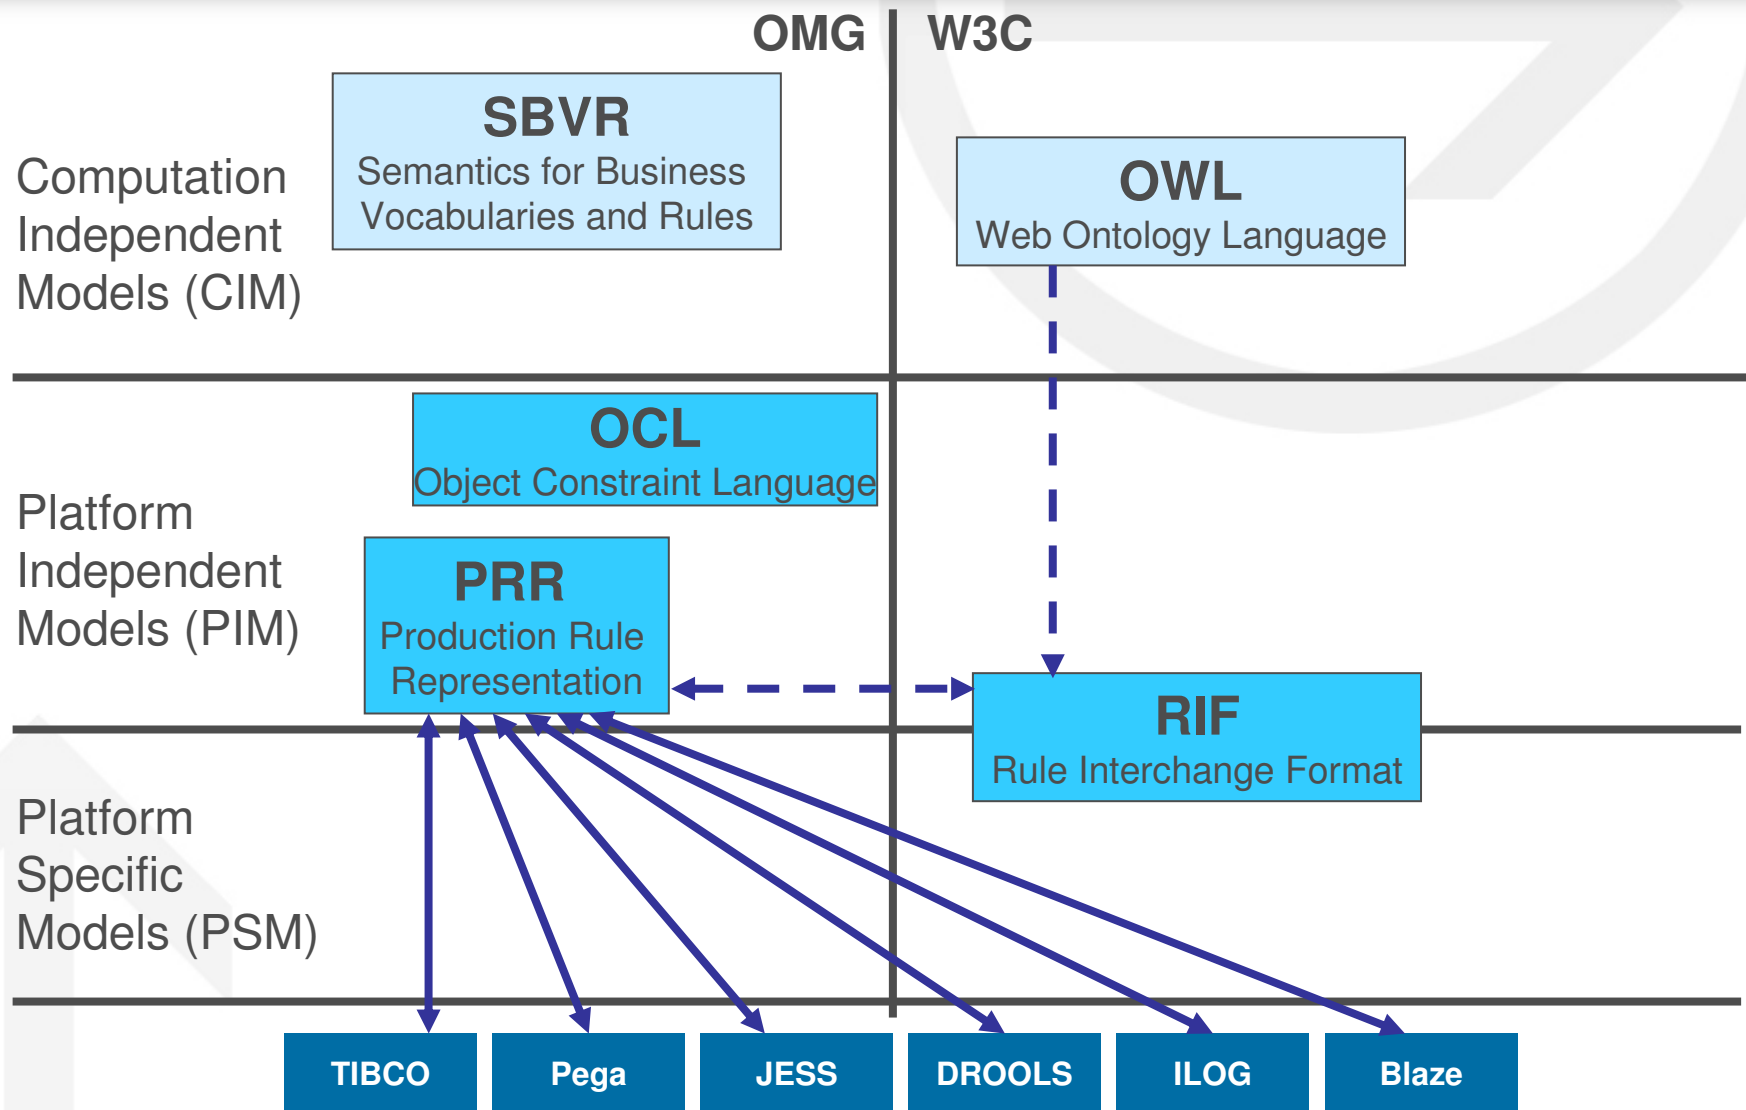 OMG
W3C
SBVR
Semantics for Business
Vocabularies and Rules
OWL
Web Ontology Language
Computation
Independent
Models (CIM)
OCL
Object Constraint Language
Platform
Independent
Models (PIM)
PRR
Production Rule
Representation
RIF
Rule Interchange Format
Platform
Specific
Models (PSM)
TIBCO
Pega
JESS
DROOLS
ILOG
Blaze